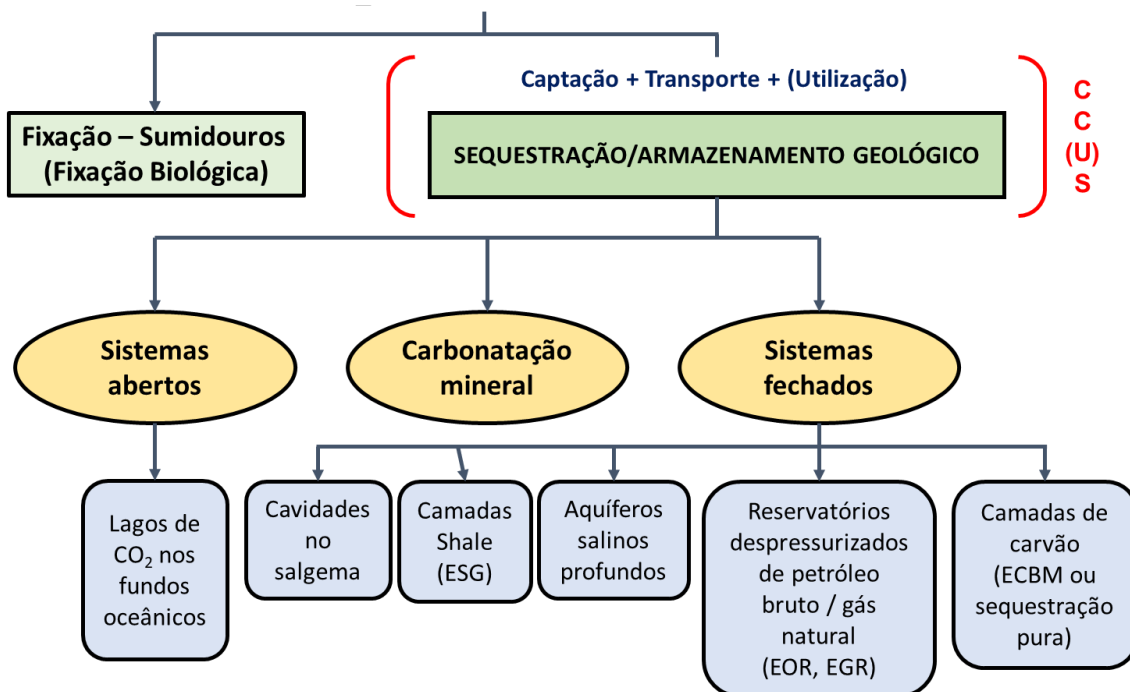 Captação + Transporte + (Utilização)
C
C
(U)
S
Fixação – Sumidouros
(Fixação Biológica)
SEQUESTRAÇÃO/ARMAZENAMENTO GEOLÓGICO
Sistemas
abertos
Carbonatação
mineral
Sistemas
fechados
Lagos de
CO₂ nos
fundos
oceânicos
Cavidades
no
salgema
Camadas
Shale
(ESG)
Aquíferos
salinos
profundos
Reservatórios
despressurizados
de petróleo
bruto / gás
natural
(EOR, EGR)
Camadas de
carvão
(ECBM ou
sequestração
pura)